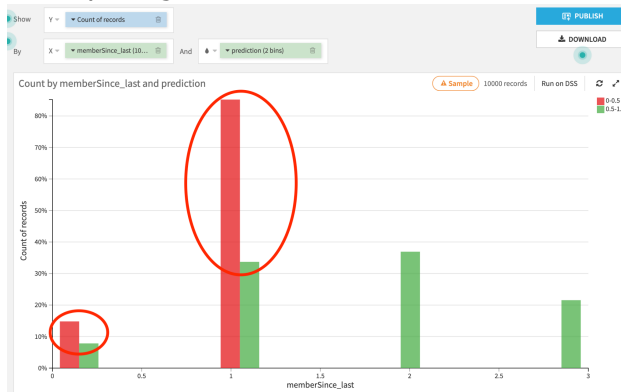 Show Y Count of records
PUBLISH
DOWNLOAD
By X memberSince_last (10... And prediction (2 bins)
Count by memberSince_last and prediction
Sample 10000 records Run on DSS
0-0.5
0.5-1.
80%
70%
60%
50%
40%
30%
20%
10%
0%
Count of records
0 0.5 1 1.5 2 2.5 3
memberSince_last